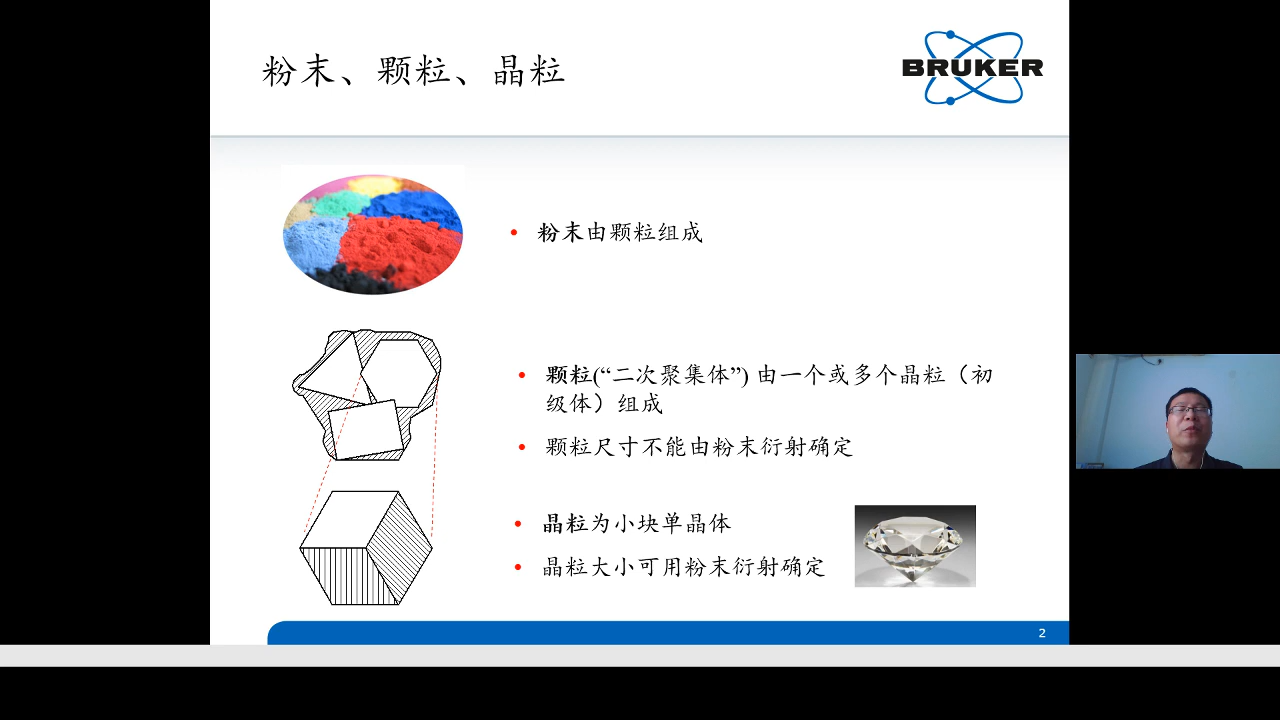 粉末、颗粒、晶粒
BRUKER
粉末由颗粒组成
颗粒(“二次聚集体”) 由一个或多个晶粒（初
级体）组成
颗粒尺寸不能由粉末衍射确定
晶粒为小块单晶体
晶粒大小可用粉末衍射确定
2